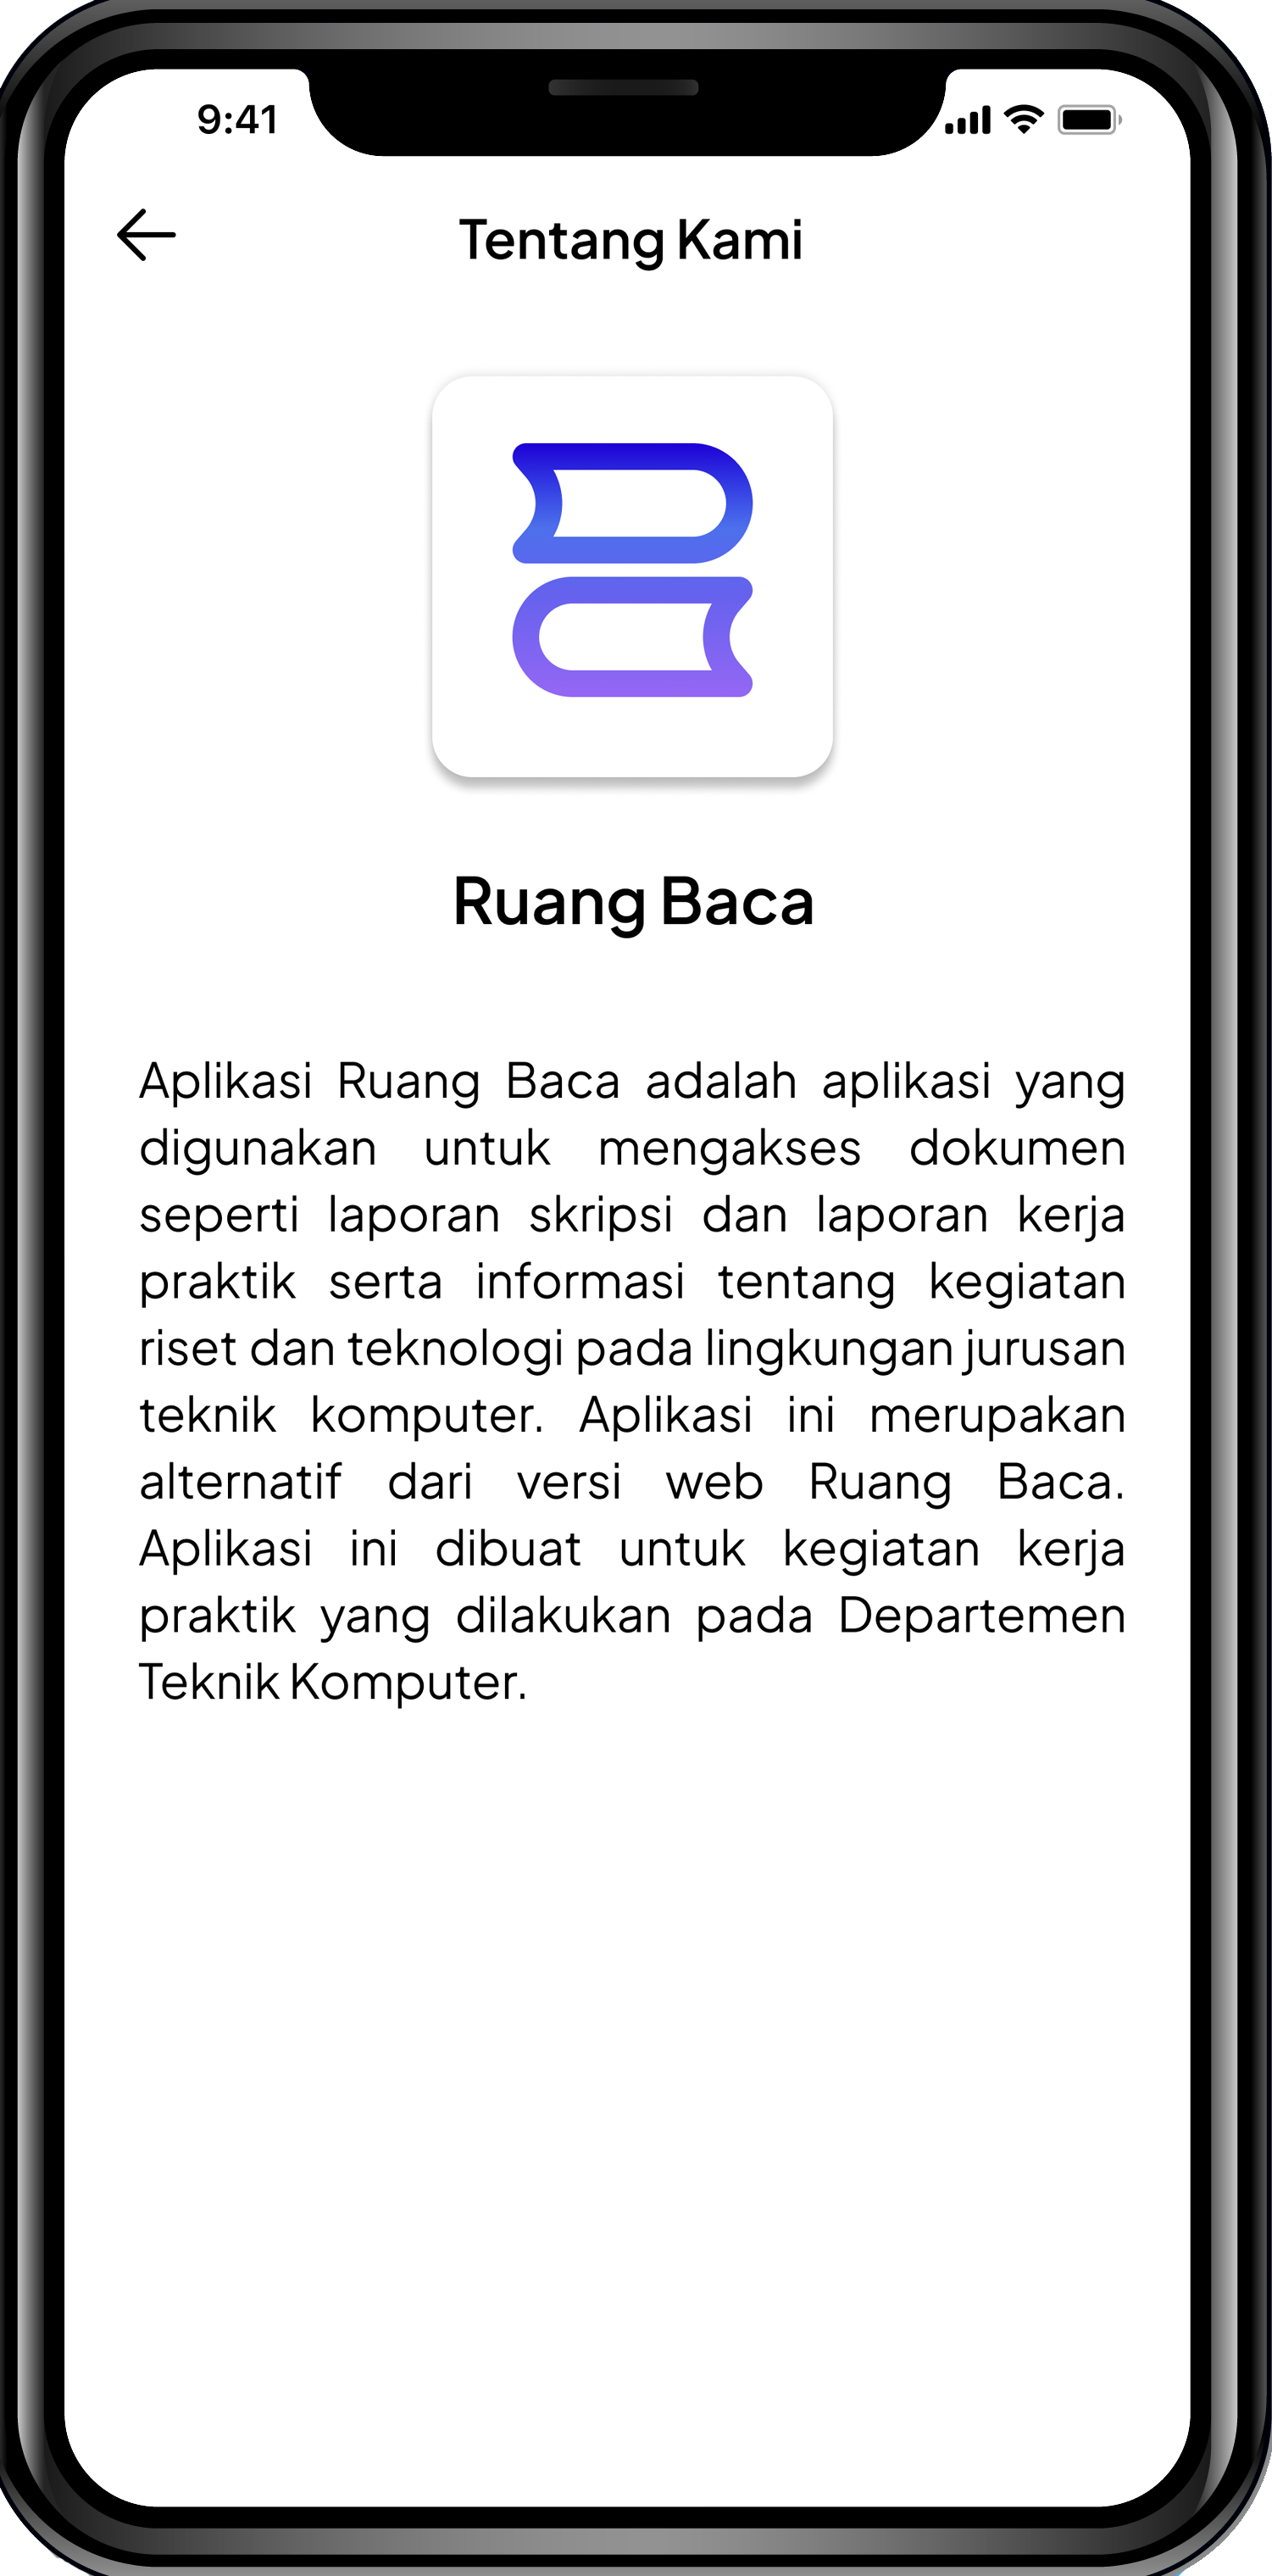 9:41
Tentang Kami
Ruang Baca
Aplikasi Ruang Baca adalah aplikasi yang
digunakan untuk mengakses dokumen
seperti laporan skripsi dan laporan kerja
praktik serta informasi tentang kegiatan
riset dan teknologi pada lingkungan jurusan
teknik komputer. Aplikasi ini merupakan
alternatif dari versi web Ruang Baca.
Aplikasi ini dibuat untuk kegiatan kerja
praktik yang dilakukan pada Departemen
Teknik Komputer.